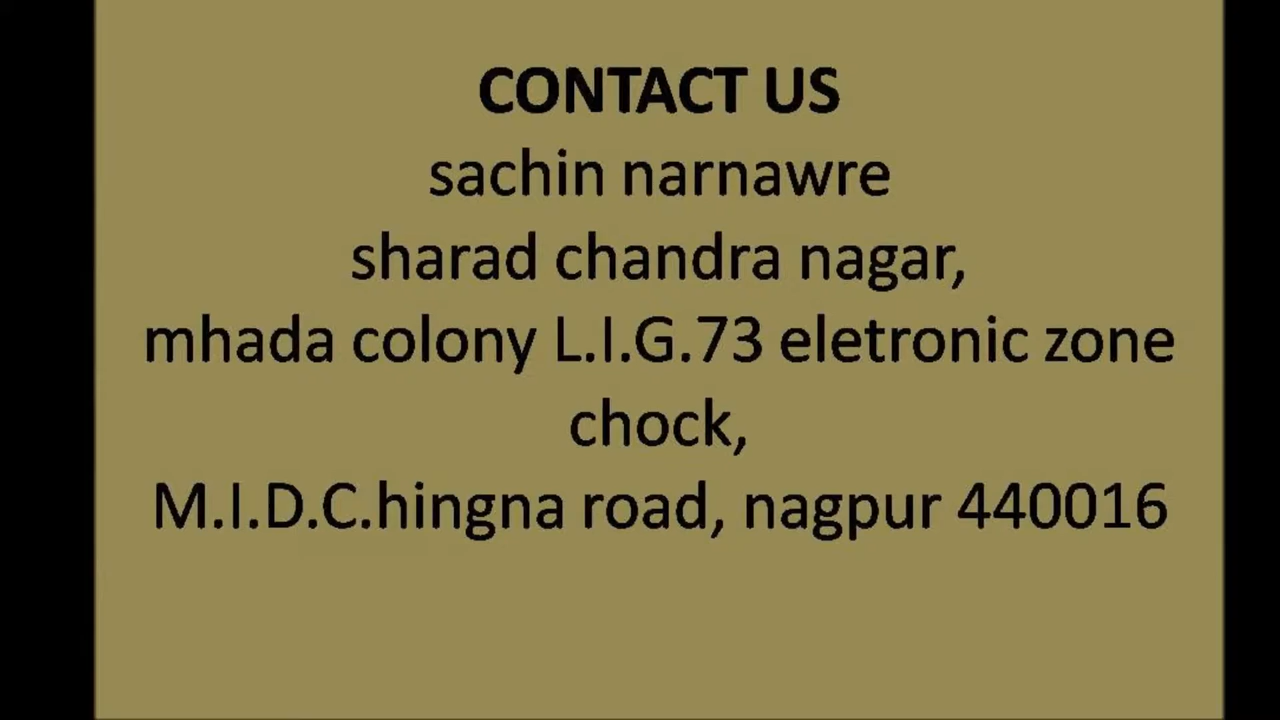 CONTACT US
sachin narnawre
sharad chandra nagar,
mhada colony L.I.G.73 eletronic zone
chock,
M.I.D.C.hingna road, nagpur 440016